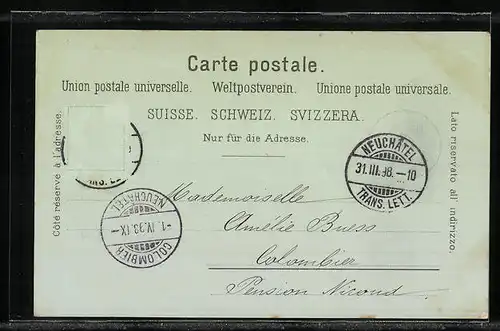 Carte postale.
Union postale universelle. Weltpostverein. Unione postale universale.
SUISSE. SCHWEIZ. SVIZZERA.
Nur für die Adresse.
Côté réservé à l'adresse.
Lato riservato all' indirizzo.
NEUCHÂTEL
31.III.98.-10
TRANS. LETT.
NEUCHÂTEL
-1.IV.98.IX-
COLOMBIER
Mademoiselle
Amélie Buess
Colombier
Pension Nicoud